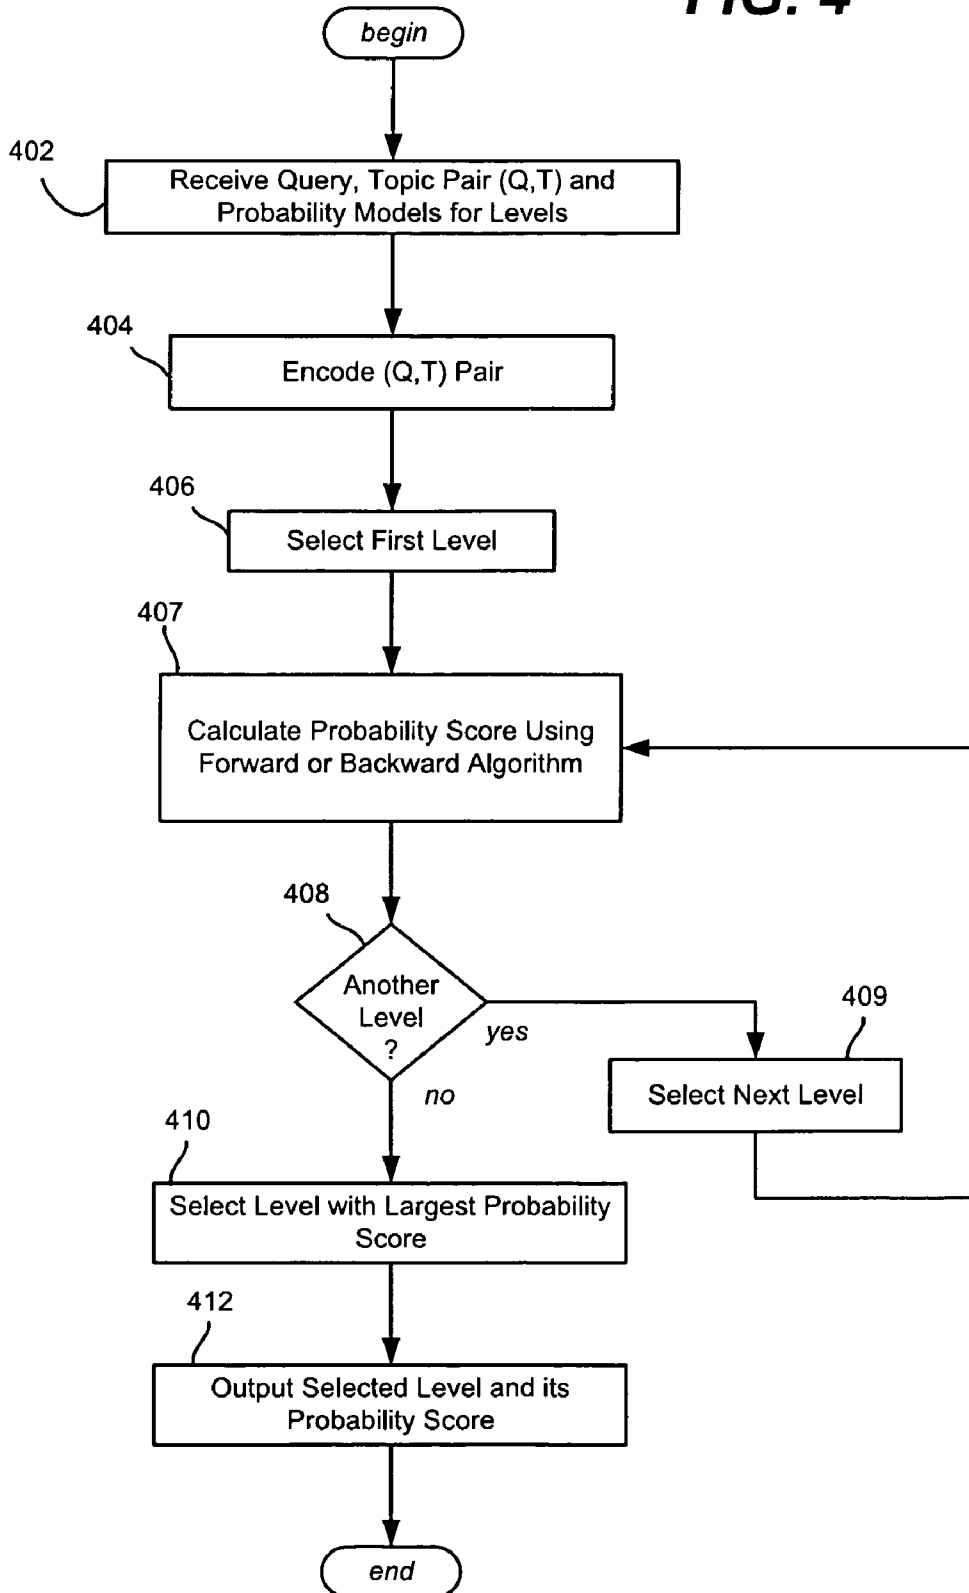 FIG. 4
begin
402
Receive Query, Topic Pair (Q,T) and
Probability Models for Levels
404
Encode (Q,T) Pair
406
Select First Level
407
Calculate Probability Score Using
Forward or Backward Algorithm
408
Another
Level
?
yes
409
Select Next Level
no
410
Select Level with Largest Probability
Score
412
Output Selected Level and its
Probability Score
end